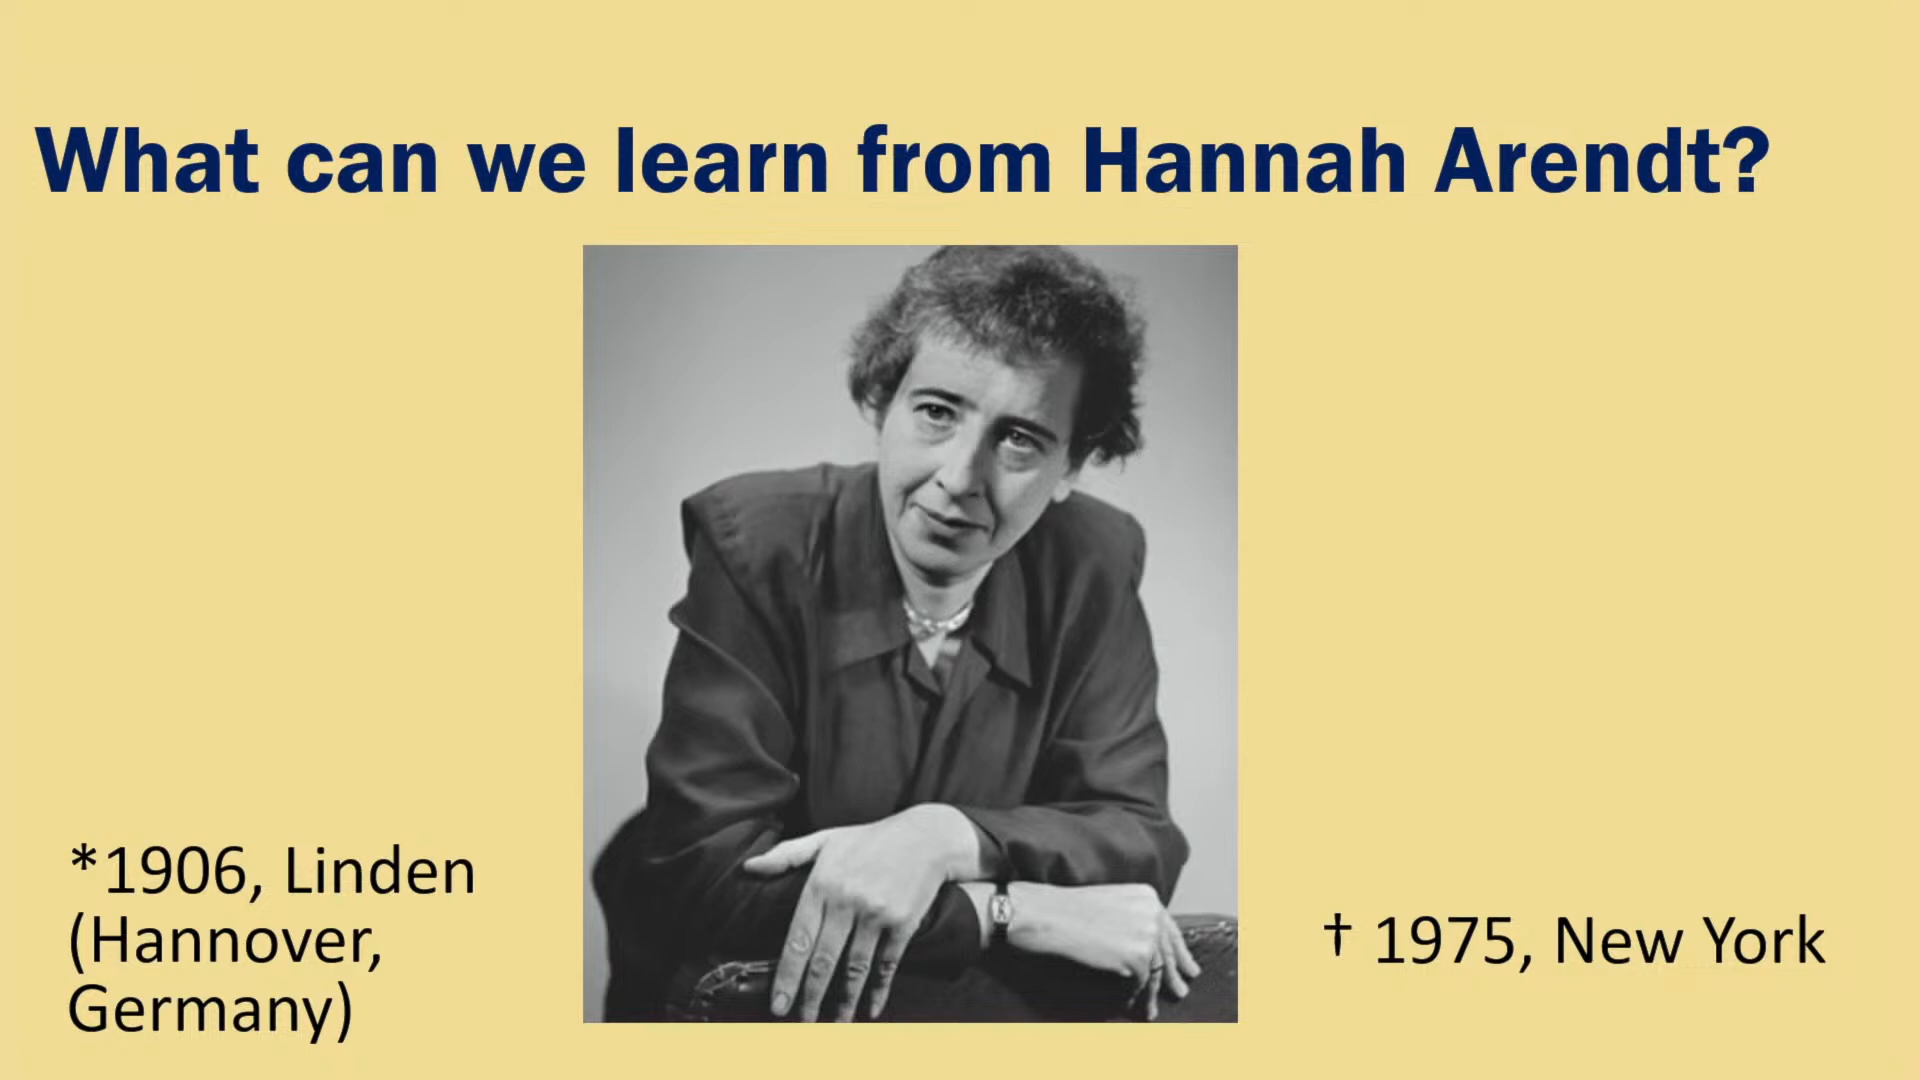 What can we learn from Hannah Arendt?
*1906, Linden
(Hannover,
Germany)
† 1975, New York